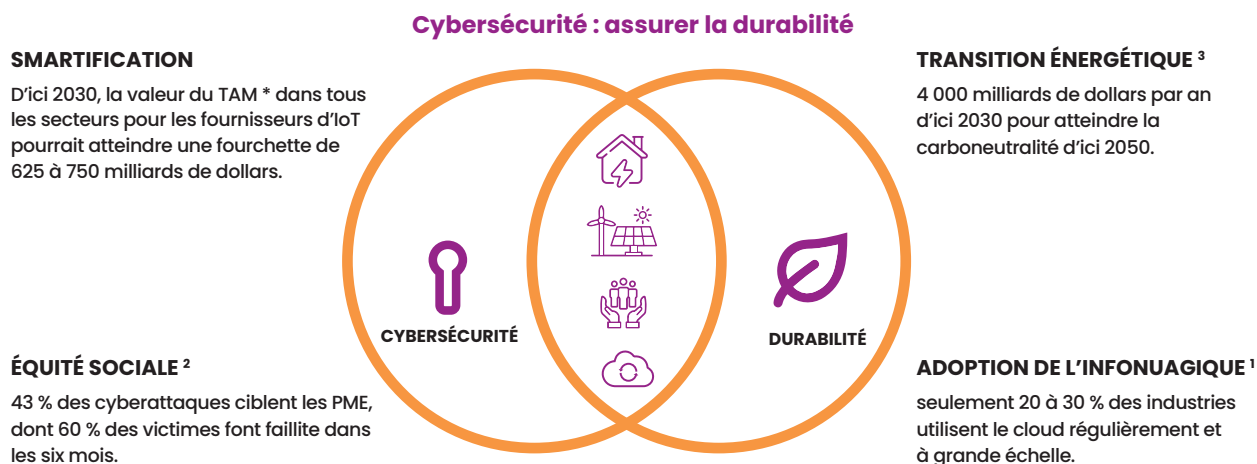 Cybersécurité : assurer la durabilité
SMARTIFICATION
D’ici 2030, la valeur du TAM * dans tous
les secteurs pour les fournisseurs d’IoT
pourrait atteindre une fourchette de
625 à 750 milliards de dollars.
TRANSITION ÉNERGÉTIQUE ³
4 000 milliards de dollars par an
d’ici 2030 pour atteindre la
carboneutralité d’ici 2050.
CYBERSÉCURITÉ
DURABILITÉ
ÉQUITÉ SOCIALE ²
43 % des cyberattaques ciblent les PME,
dont 60 % des victimes font faillite dans
les six mois.
ADOPTION DE L’INFONUAGIQUE ¹
seulement 20 à 30 % des industries
utilisent le cloud régulièrement et
à grande échelle.